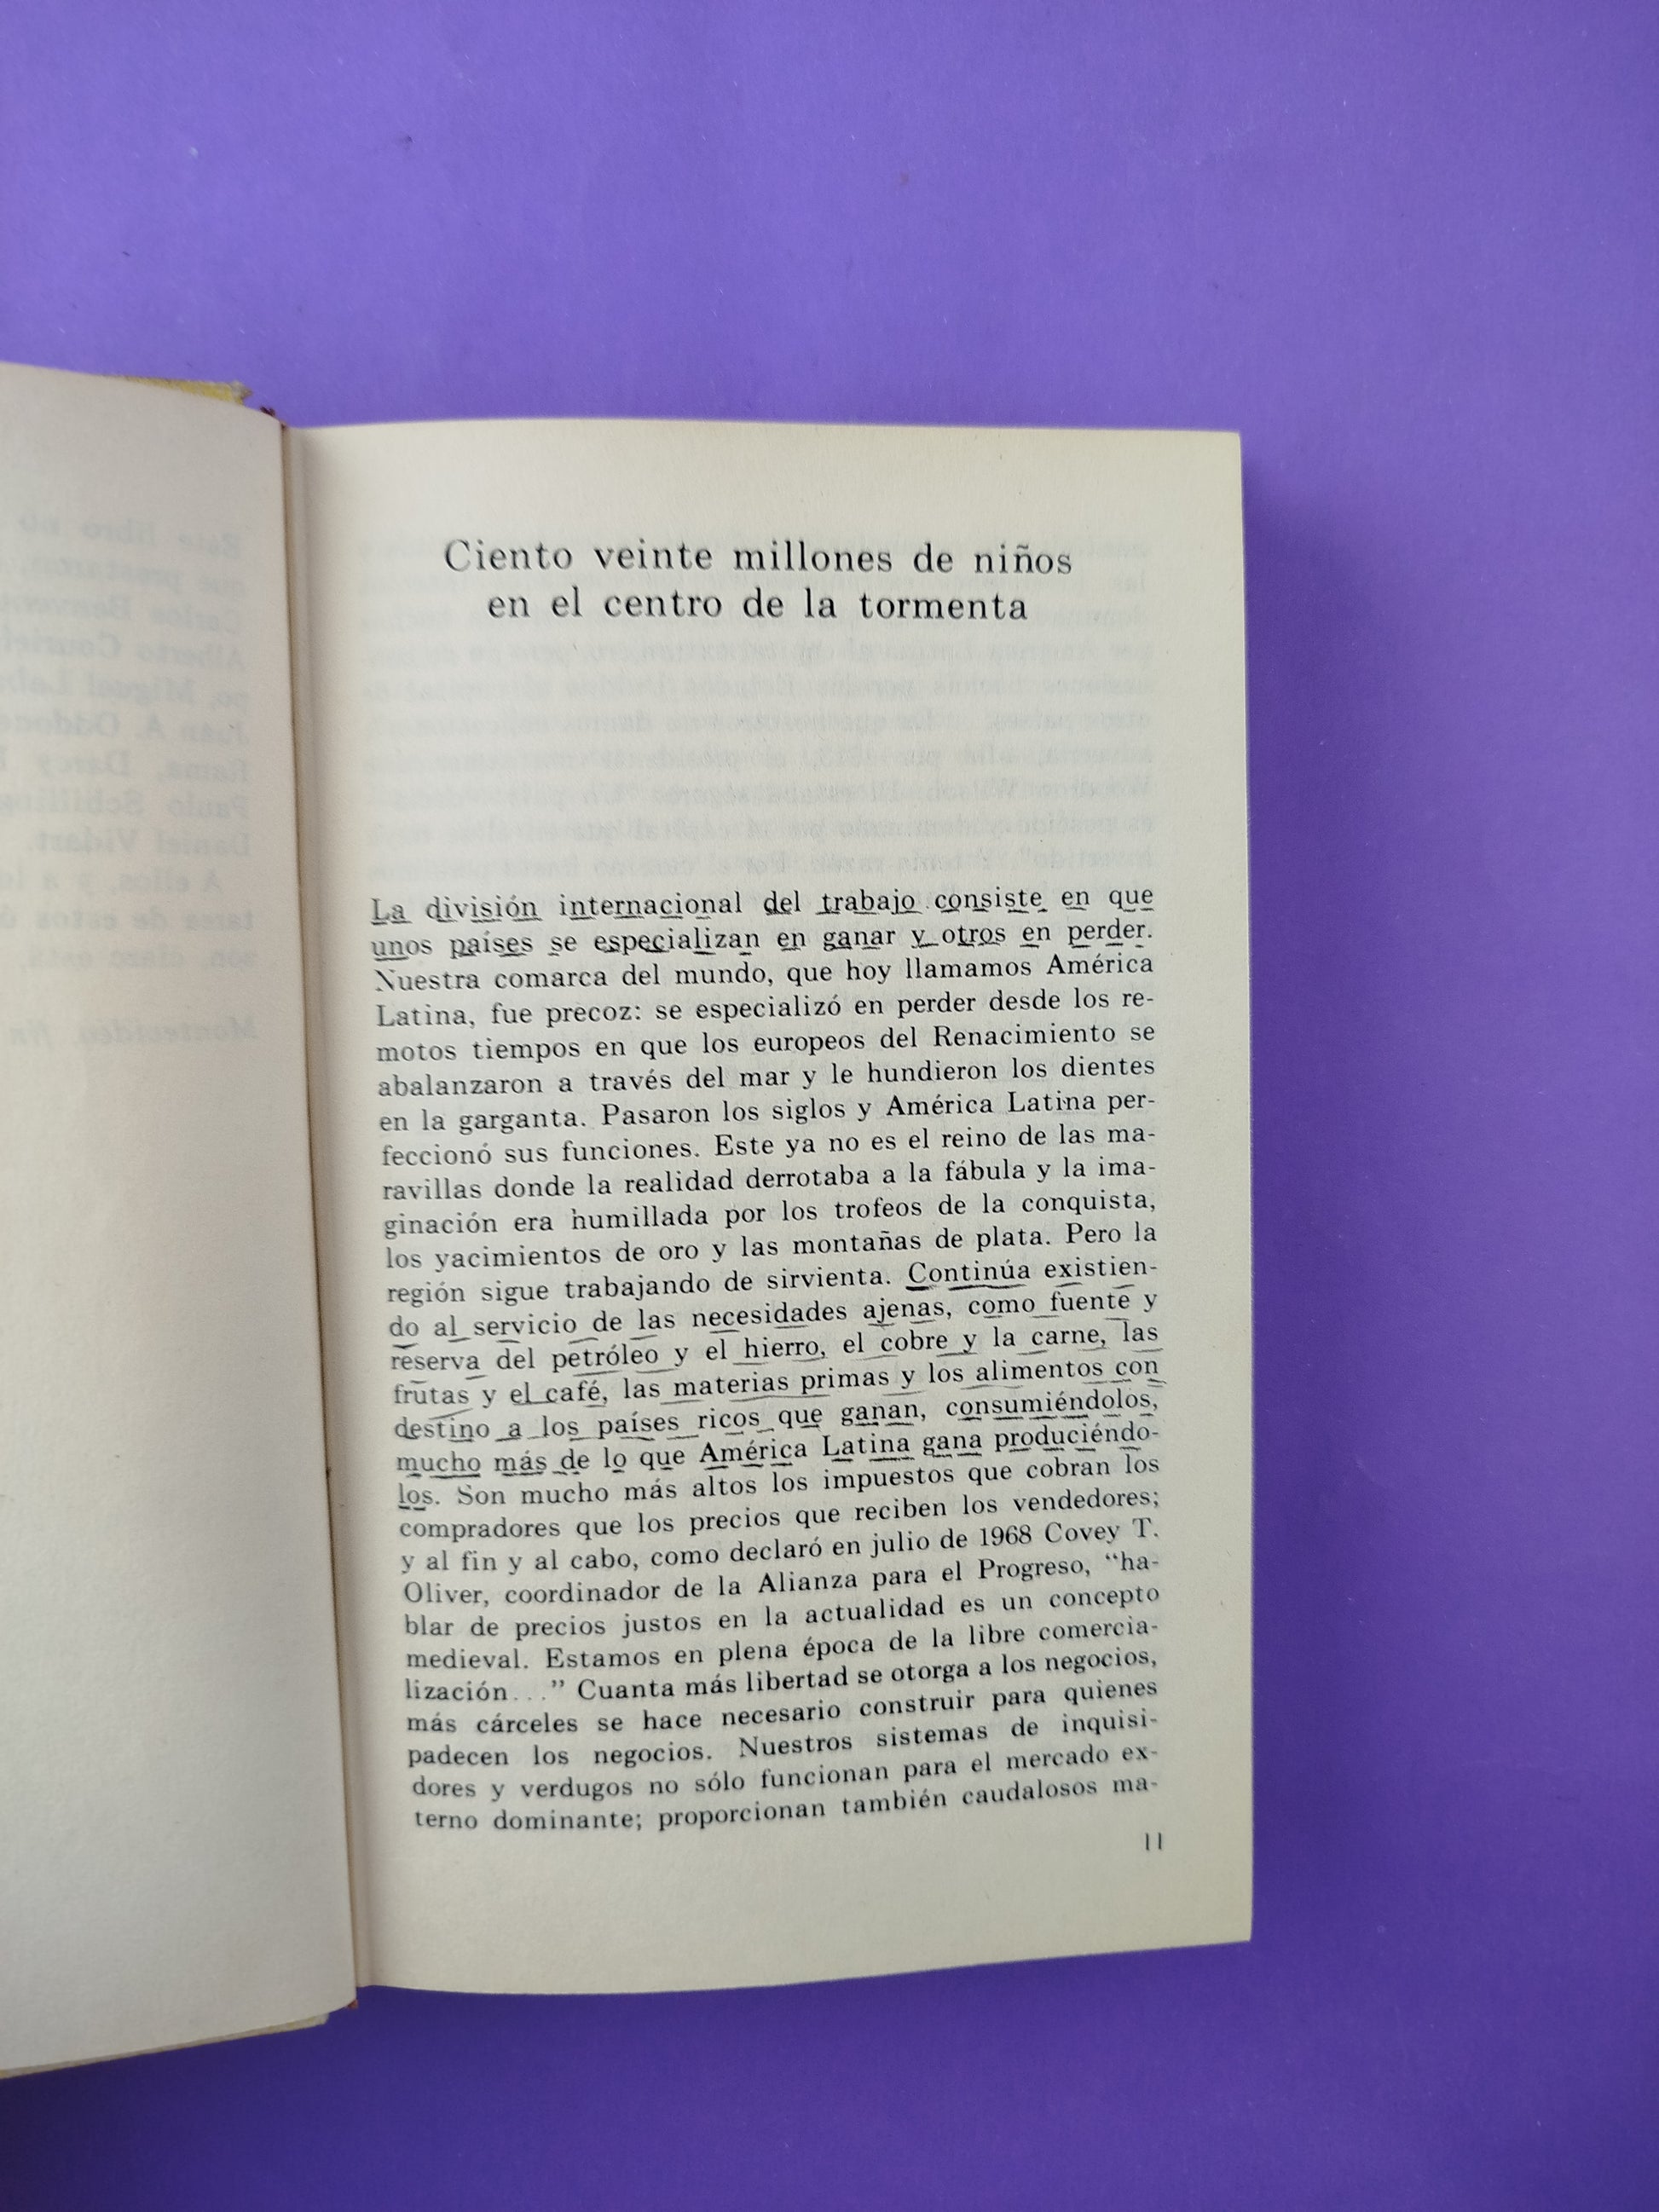 Ciento veinte millones de niños
en el centro de la tormenta
La división internacional del trabajo consiste en que
unos países se especializan en ganar y otros en perder.
Nuestra comarca del mundo, que hoy llamamos América
Latina, fue precoz: se especializó en perder desde los re-
motos tiempos en que los europeos del Renacimiento se
abalanzaron a través del mar y le hundieron los dientes
en la garganta. Pasaron los siglos y América Latina per-
feccionó sus funciones. Este ya no es el reino de las ma-
ravillas donde la realidad derrotaba a la fábula y la ima-
ginación era humillada por los trofeos de la conquista,
los yacimientos de oro y las montañas de plata. Pero la
región sigue trabajando de sirvienta. Continúa existien-
do al servicio de las necesidades ajenas, como fuente y
reserva del petróleo y el hierro, el cobre y la carne, las
frutas y el café, las materias primas y los alimentos con
destino a los países ricos que ganan, consumiéndolos,
mucho más de lo que América Latina gana produciéndo-
los. Son mucho más altos los impuestos que cobran los
compradores que los precios que reciben los vendedores;
y al fin y al cabo, como declaró en julio de 1968 Covey T.
Oliver, coordinador de la Alianza para el Progreso, “ha-
blar de precios justos en la actualidad es un concepto
medieval. Estamos en plena época de la libre comercia-
lización...” Cuanta más libertad se otorga a los negocios,
más cárceles se hace necesario construir para quienes
padecen los negocios. Nuestros sistemas de inquisi-
dores y verdugos no sólo funcionan para el mercado ex-
terno dominante; proporcionan también caudalosos ma-
11